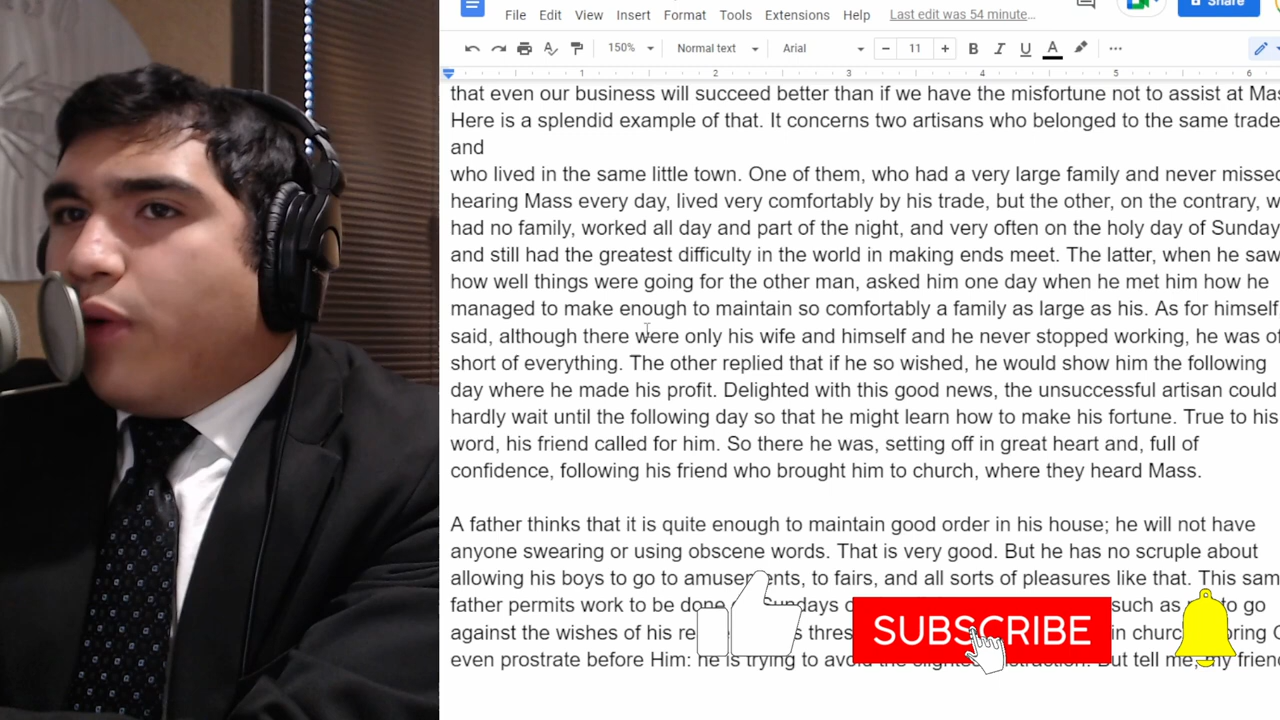 File Edit View Insert Format Tools Extensions Help Last edit was 54 minute… Share
150% Normal text Arial 11 B I U A
1 2 3 4 5 6
that even our business will succeed better than if we have the misfortune not to assist at Mas
Here is a splendid example of that. It concerns two artisans who belonged to the same trade
and
who lived in the same little town. One of them, who had a very large family and never missed
hearing Mass every day, lived very comfortably by his trade, but the other, on the contrary, w
had no family, worked all day and part of the night, and very often on the holy day of Sunday
and still had the greatest difficulty in the world in making ends meet. The latter, when he saw
how well things were going for the other man, asked him one day when he met him how he
managed to make enough to maintain so comfortably a family as large as his. As for himself
said, although there were only his wife and himself and he never stopped working, he was of
short of everything. The other replied that if he so wished, he would show him the following
day where he made his profit. Delighted with this good news, the unsuccessful artisan could
hardly wait until the following day so that he might learn how to make his fortune. True to his
word, his friend called for him. So there he was, setting off in great heart and, full of
confidence, following his friend who brought him to church, where they heard Mass.
A father thinks that it is quite enough to maintain good order in his house; he will not have
anyone swearing or using obscene words. That is very good. But he has no scruple about
allowing his boys to go to amusements, to fairs, and all sorts of pleasures like that. This sam
father permits work to be done Sundays such as to go
against the wishes of his thres in
even prostrate before Him: he is trying to avoid the But tell me, my friend
SUBSCRIBE